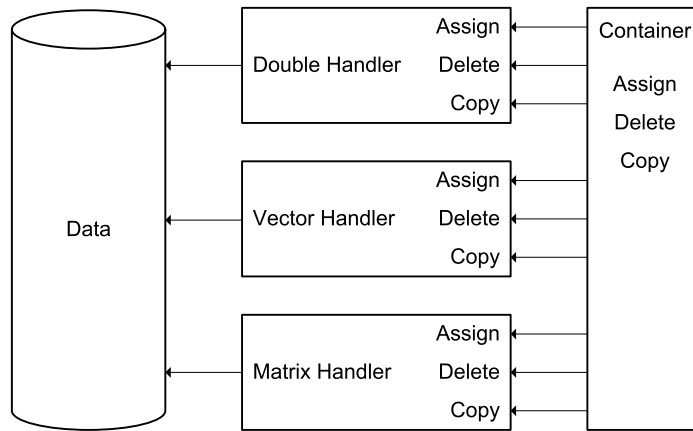 Data
Double Handler
Assign
Delete
Copy
Vector Handler
Assign
Delete
Copy
Matrix Handler
Assign
Delete
Copy
Container
Assign
Delete
Copy